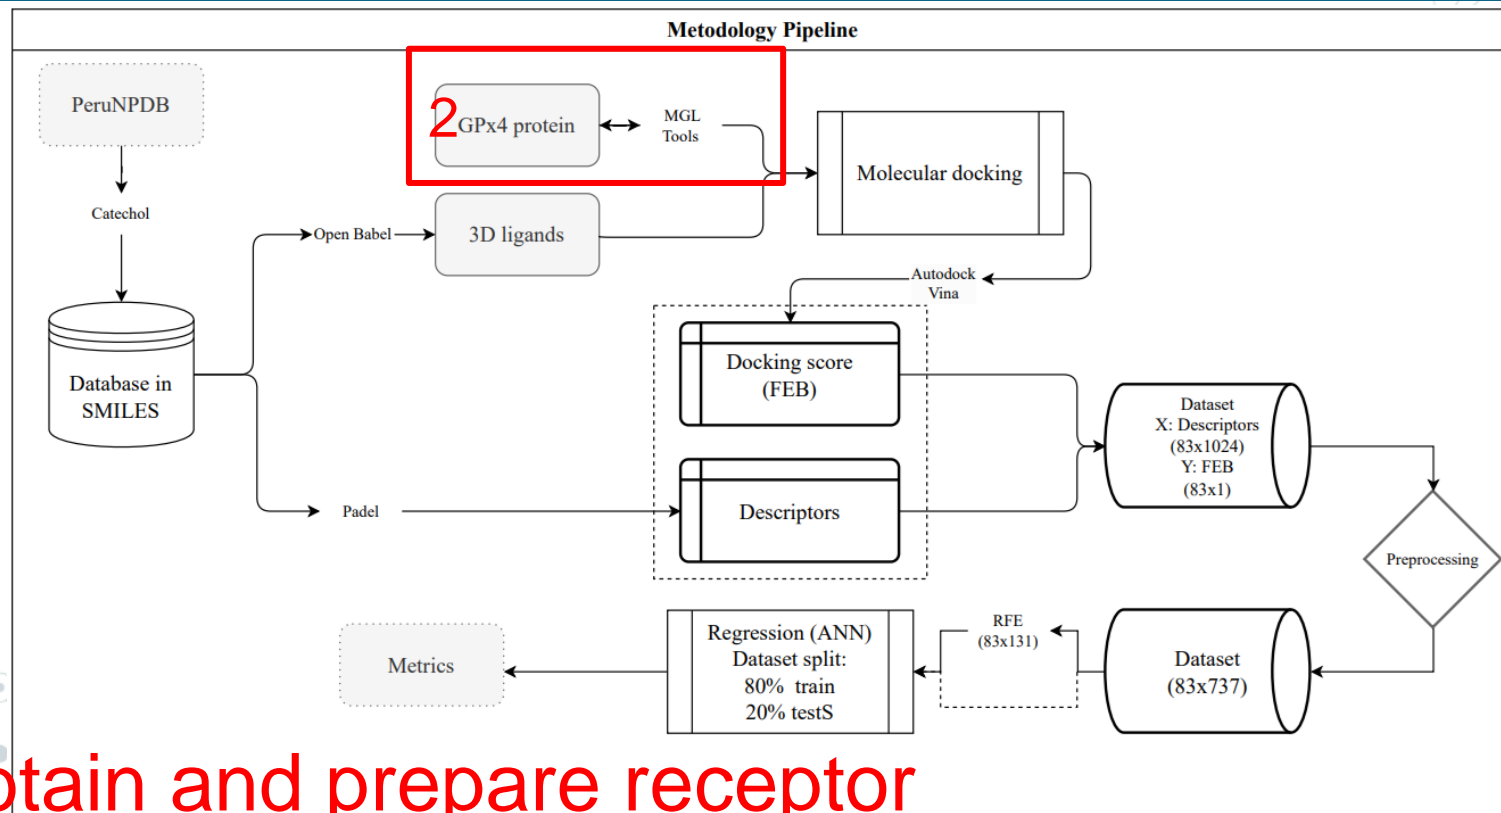 Metodology Pipeline
PeruNPDB
2
GPx4 protein
MGL
Tools
Molecular docking
Catechol
Open Babel
3D ligands
Autodock
Vina
Database in
SMILES
Docking score
(FEB)
Dataset
X: Descriptors
(83x1024)
Y: FEB
(83x1)
Padel
Descriptors
Preprocessing
Metrics
Regression (ANN)
Dataset split:
80% train
20% testS
RFE
(83x131)
Dataset
(83x737)
and prepare receptor